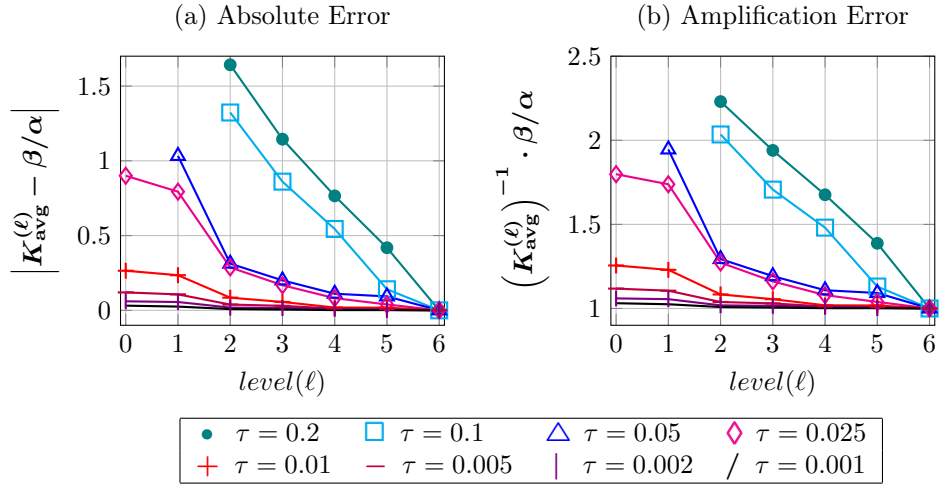 (a) Absolute Error
(b) Amplification Error
|K_avg^(ℓ) − β/α|
1.5
1
0.5
0
0 1 2 3 4 5 6
level(ℓ)
(K_avg^(ℓ))^−1 · β/α
2.5
2
1.5
1
0 1 2 3 4 5 6
level(ℓ)
τ = 0.2 τ = 0.1 τ = 0.05 τ = 0.025
τ = 0.01 τ = 0.005 τ = 0.002 τ = 0.001